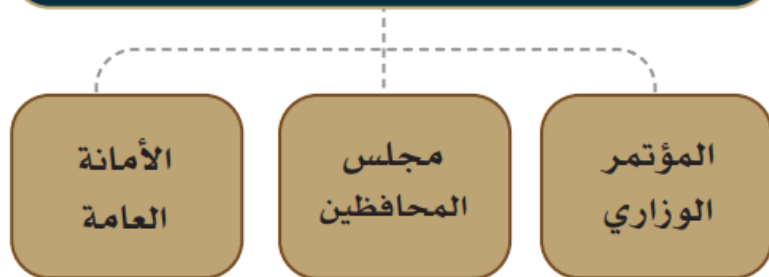 المؤتمر
الوزاري
مجلس
المحافظين
الأمانة
العامة